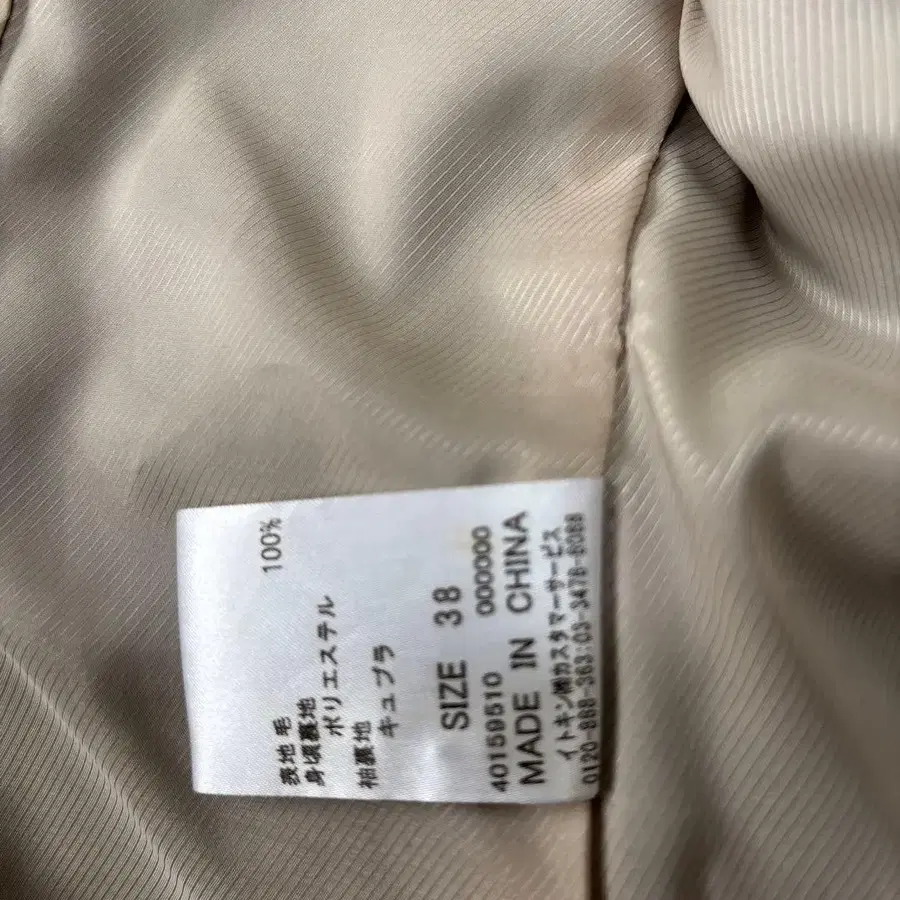 表地 毛 100%
身頃裏地
ポリエステル
袖裏地
キュプラ
SIZE 38
40159510 000000
MADE IN CHINA
イトキン㈱カスタマーサービス
0120-888-363:03-3478-8088